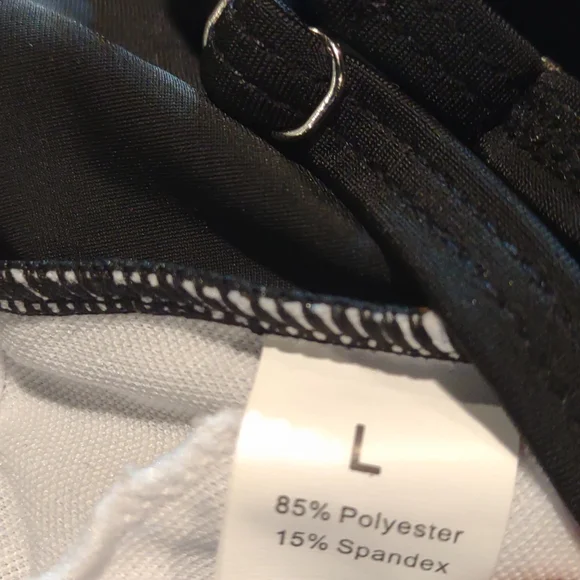 L
85% Polyester
15% Spandex